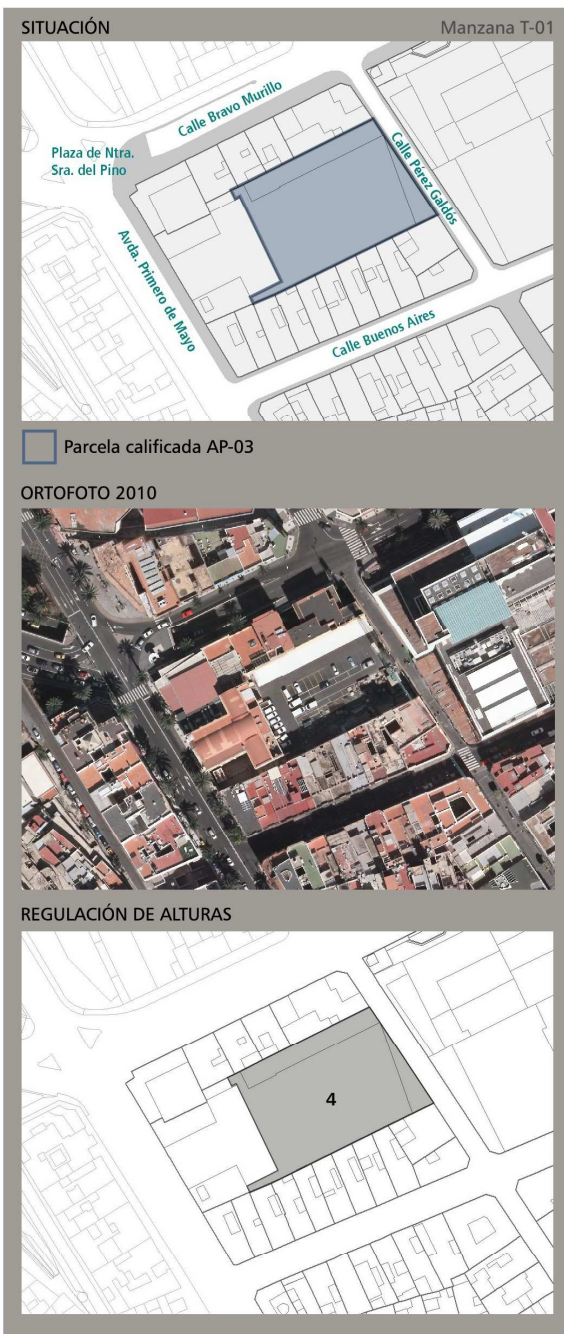 SITUACIÓN
Manzana T-01
Calle Bravo Murillo
Plaza de Ntra.
Sra. del Pino
Calle Pérez Galdós
Avda. Primero de Mayo
Calle Buenos Aires
Parcela calificada AP-03
ORTOFOTO 2010
REGULACIÓN DE ALTURAS
4